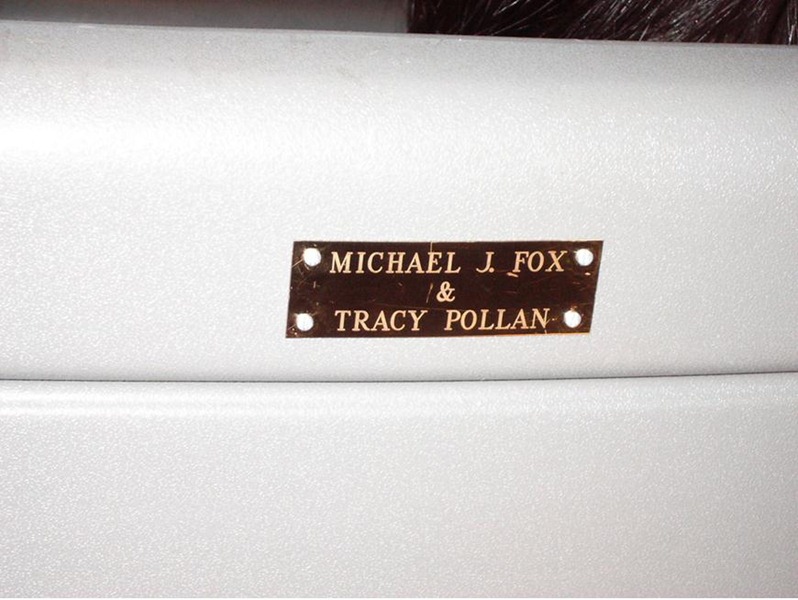 MICHAEL J. FOX
&
TRACY POLLAN